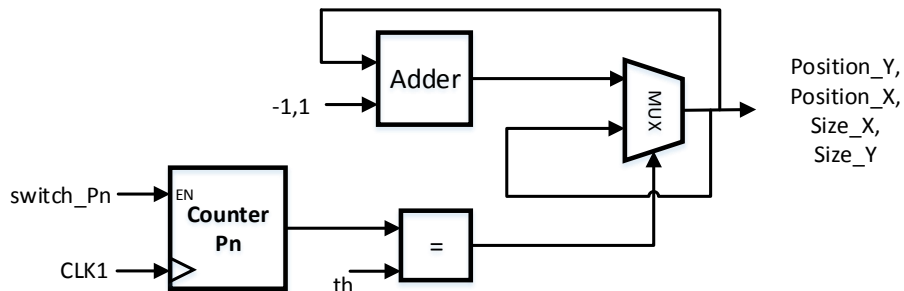 Adder
-1,1
MUX
Position_Y,
Position_X,
Size_X,
Size_Y
switch_Pn
EN
Counter
Pn
CLK1
=
th